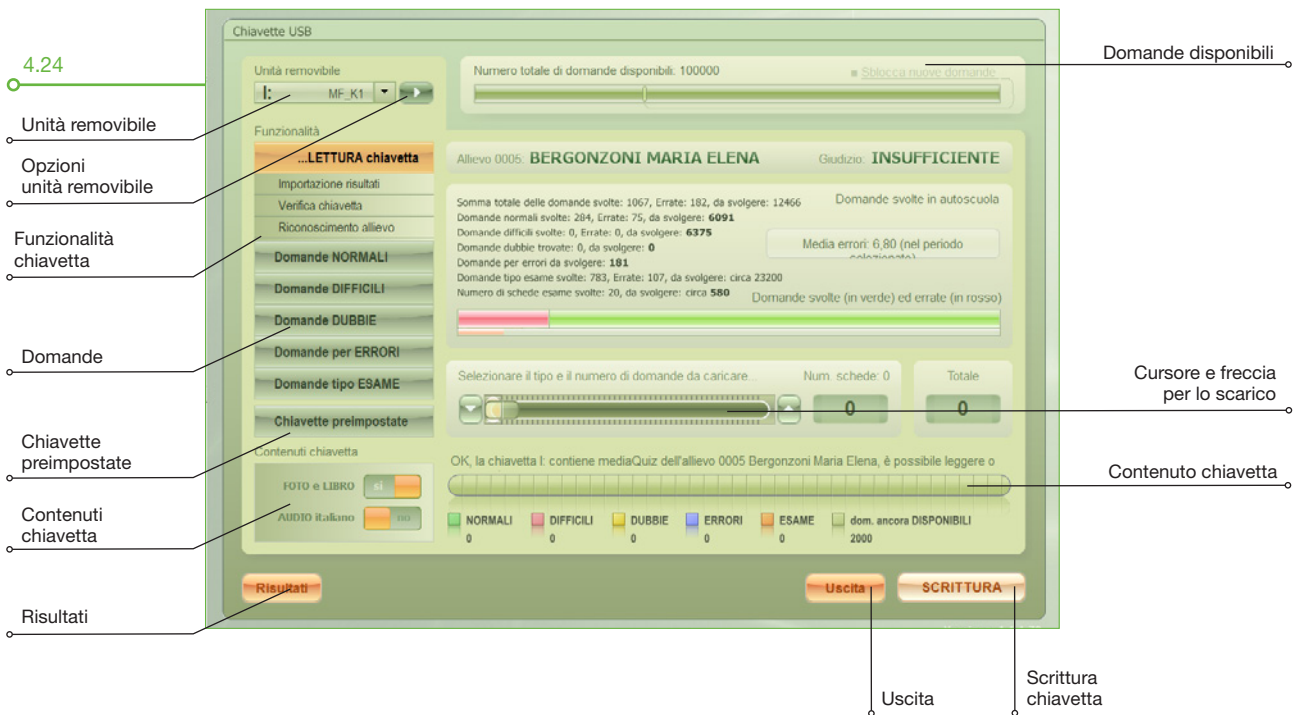 4.24
Unità removibile
Opzioni
unità removibile
Funzionalità
chiavetta
Domande
Chiavette
preimpostate
Contenuti
chiavetta
Risultati
Chiavette USB
Unità removibile
I: MF_K1
Funzionalità
...LETTURA chiavetta
Importazione risultati
Verifica chiavetta
Riconoscimento allievo
Domande NORMALI
Domande DIFFICILI
Domande DUBBIE
Domande per ERRORI
Domande tipo ESAME
Chiavette preimpostate
Contenuti chiavetta
FOTO e LIBRO si
AUDIO italiano no
Numero totale di domande disponibili: 100000
Sblocca nuove domande
Allievo 0005: BERGONZONI MARIA ELENA
Giudizio: INSUFFICIENTE
Somma totale delle domande svolte: 1067, Errate: 182, da svolgere: 12466
Domande normali svolte: 284, Errate: 75, da svolgere: 6091
Domande difficili svolte: 0, Errate: 0, da svolgere: 6375
Domande dubbie trovate: 0, da svolgere: 0
Domande per errori da svolgere: 181
Domande tipo esame svolte: 783, Errate: 107, da svolgere: circa 23200
Numero di schede esame svolte: 20, da svolgere: circa 580
Domande svolte in autoscuola
Media errori: 6,80 (nel periodo
selezionato)
Domande svolte (in verde) ed errate (in rosso)
Selezionare il tipo e il numero di domande da caricare...
Num. schede: 0
0
Totale
0
OK, la chiavetta I: contiene mediaQuiz dell'allievo 0005 Bergonzoni Maria Elena, è possibile leggere o
NORMALI
0
DIFFICILI
0
DUBBIE
0
ERRORI
0
ESAME
0
dom. ancora DISPONIBILI
2000
Risultati
Uscita
SCRITTURA
Domande disponibili
Cursore e freccia
per lo scarico
Contenuto chiavetta
Uscita
Scrittura
chiavetta